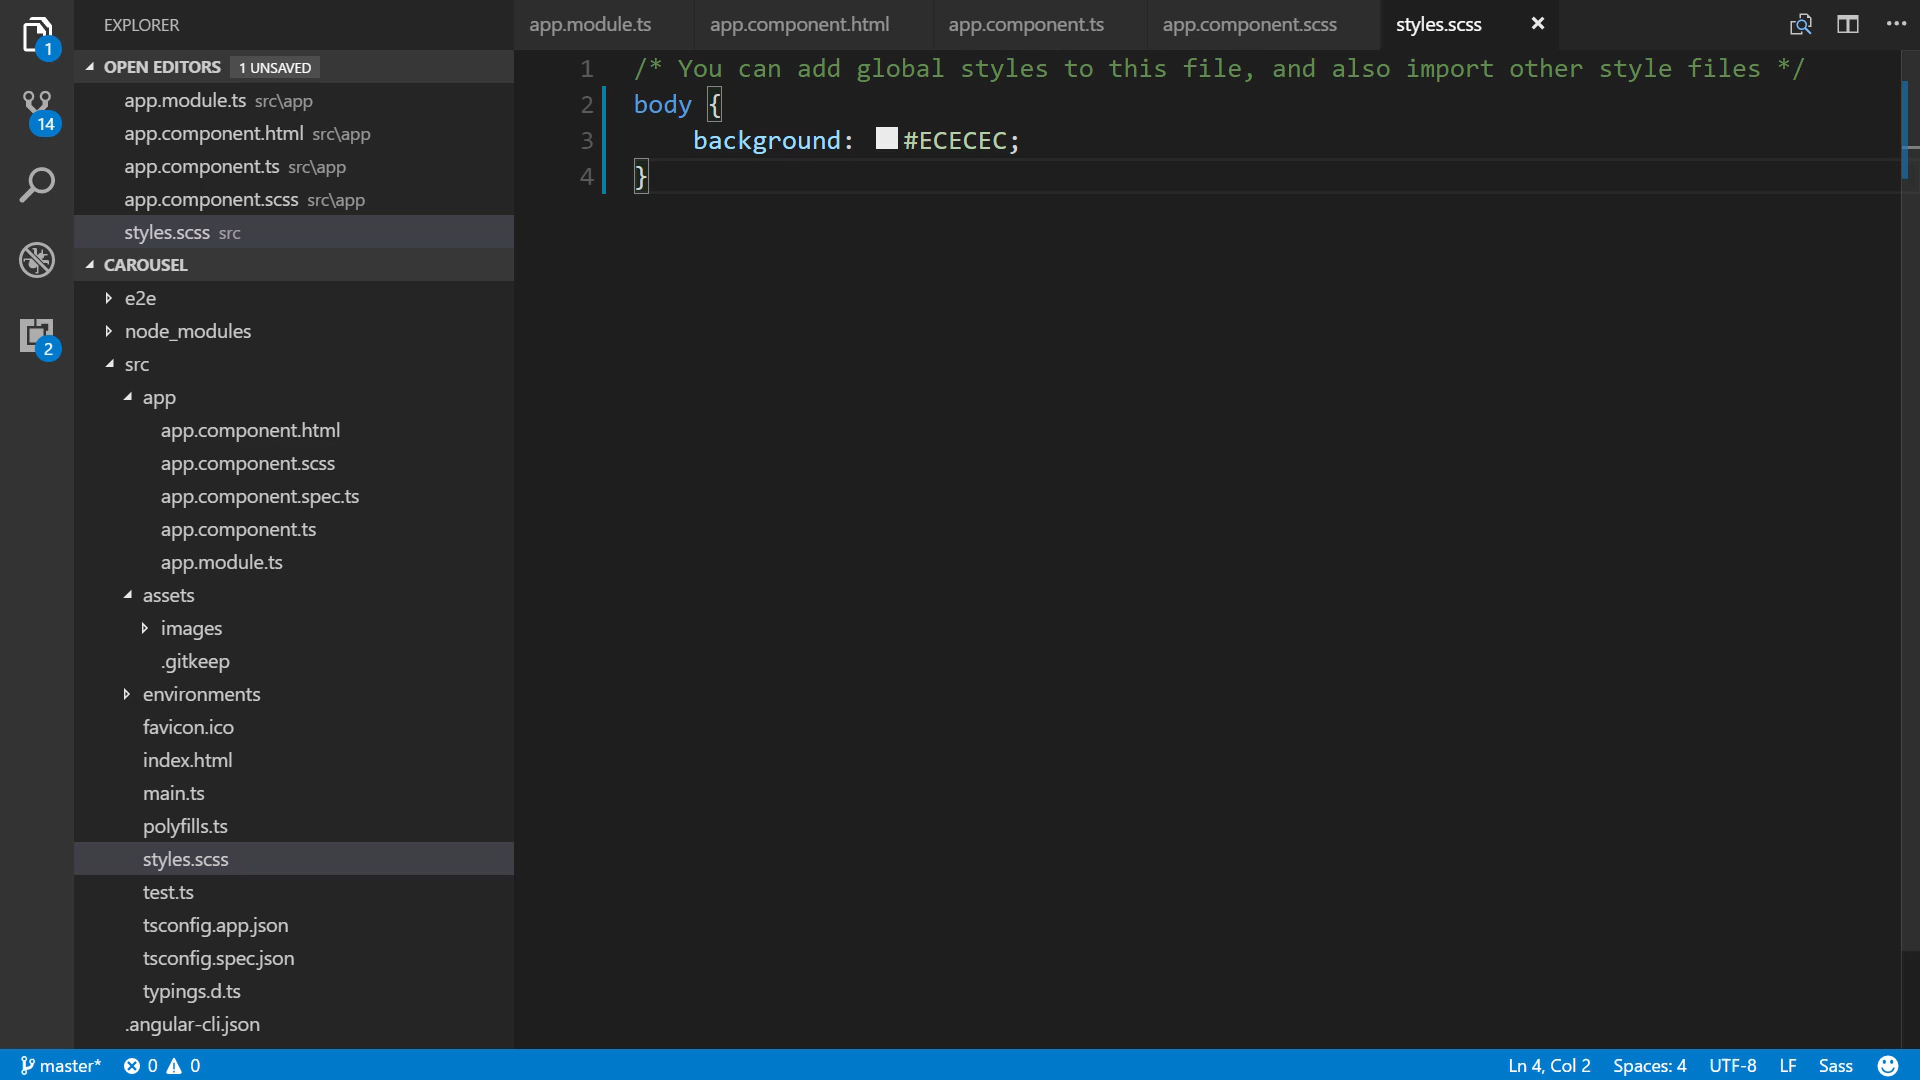 1
14
2
EXPLORER
OPEN EDITORS 1 UNSAVED
app.module.ts src\app
app.component.html src\app
app.component.ts src\app
app.component.scss src\app
styles.scss src
CAROUSEL
e2e
node_modules
src
app
app.component.html
app.component.scss
app.component.spec.ts
app.component.ts
app.module.ts
assets
images
.gitkeep
environments
favicon.ico
index.html
main.ts
polyfills.ts
styles.scss
test.ts
tsconfig.app.json
tsconfig.spec.json
typings.d.ts
.angular-cli.json
app.module.ts app.component.html app.component.ts app.component.scss styles.scss
1 /* You can add global styles to this file, and also import other style files */
2 body {
3     background: #ECECEC;
4 }
master* 0 0 Ln 4, Col 2 Spaces: 4 UTF-8 LF Sass